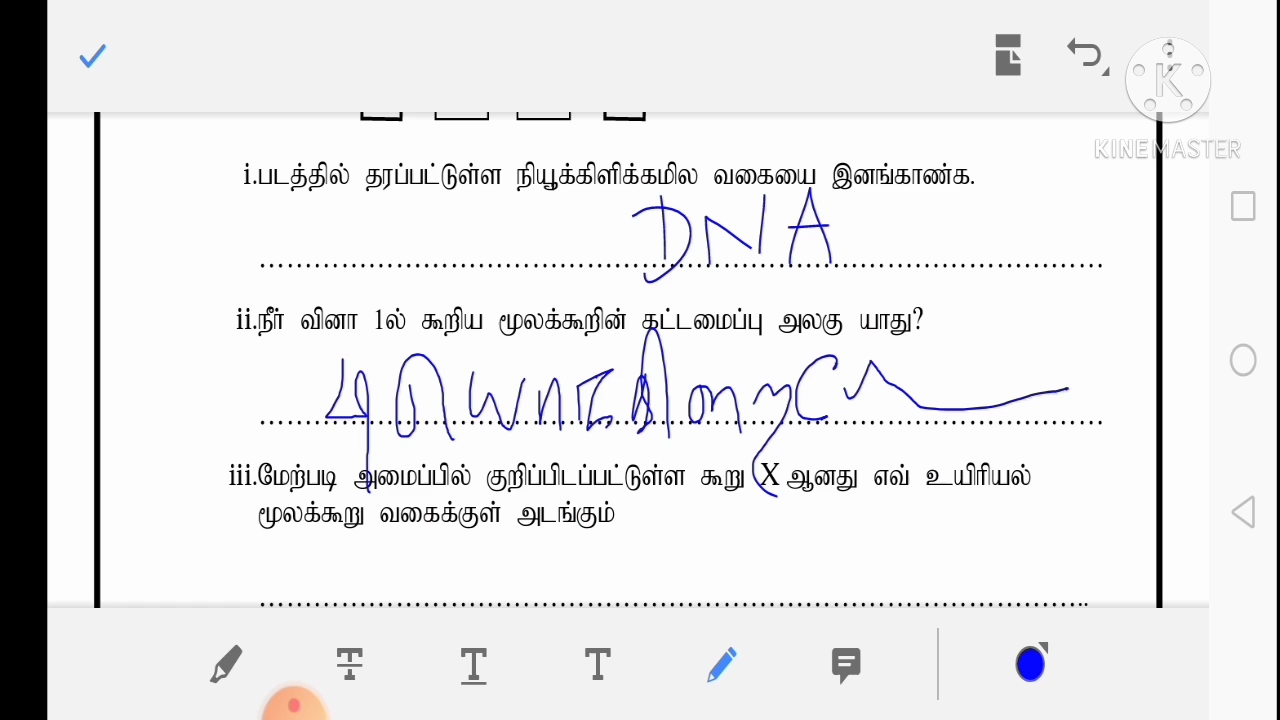 KINEMASTER
i.படத்தில் தரப்பட்டுள்ள நியூக்கிளிக்கமில வகையை இனங்காண்க.
DNA
ii.நீர் வினா 1ல் கூறிய மூலக்கூறின் கட்டமைப்பு அலகு யாது?
iii.மேற்படி அமைப்பில் குறிப்பிடப்பட்டுள்ள கூறு X ஆனது எவ் உயிரியல்
மூலக்கூறு வகைக்குள் அடங்கும்